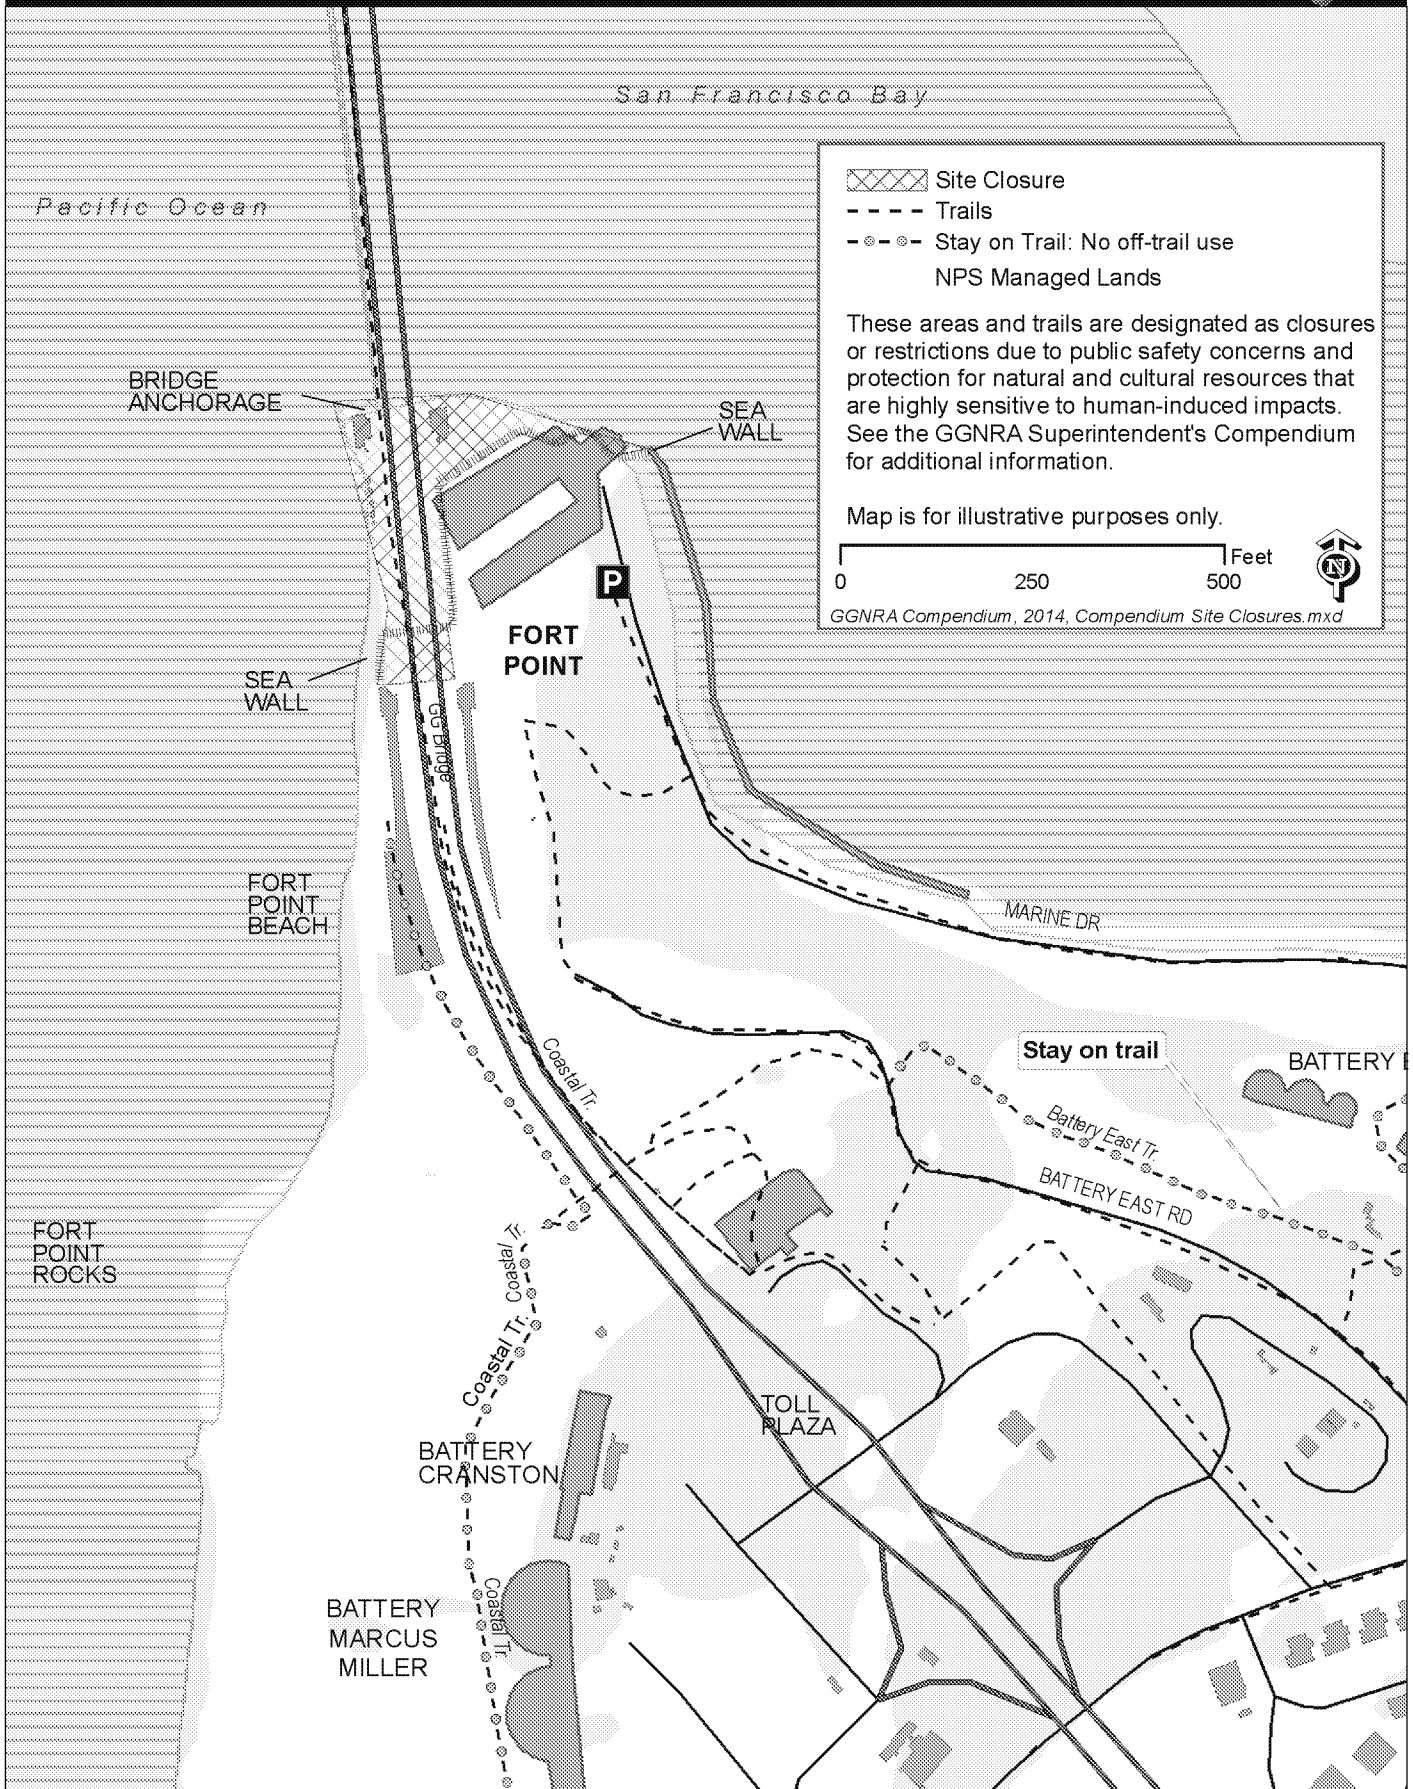 San Francisco Bay
Pacific Ocean
Site Closure
Trails
Stay on Trail: No off-trail use
NPS Managed Lands
These areas and trails are designated as closures
or restrictions due to public safety concerns and
protection for natural and cultural resources that
are highly sensitive to human-induced impacts.
See the GGNRA Superintendent's Compendium
for additional information.
Map is for illustrative purposes only.
Feet
0 250 500
N
GGNRA Compendium, 2014, Compendium Site Closures.mxd
BRIDGE
ANCHORAGE
SEA
WALL
P
FORT
POINT
SEA
WALL
GG Bridge
FORT
POINT
BEACH
MARINE DR
Coastal Tr.
Stay on trail
BATTERY E
Battery East Tr.
BATTERY EAST RD
FORT
POINT
ROCKS
Coastal Tr.
Coastal Tr.
TOLL
PLAZA
BATTERY
CRANSTON
Coastal Tr.
BATTERY
MARCUS
MILLER